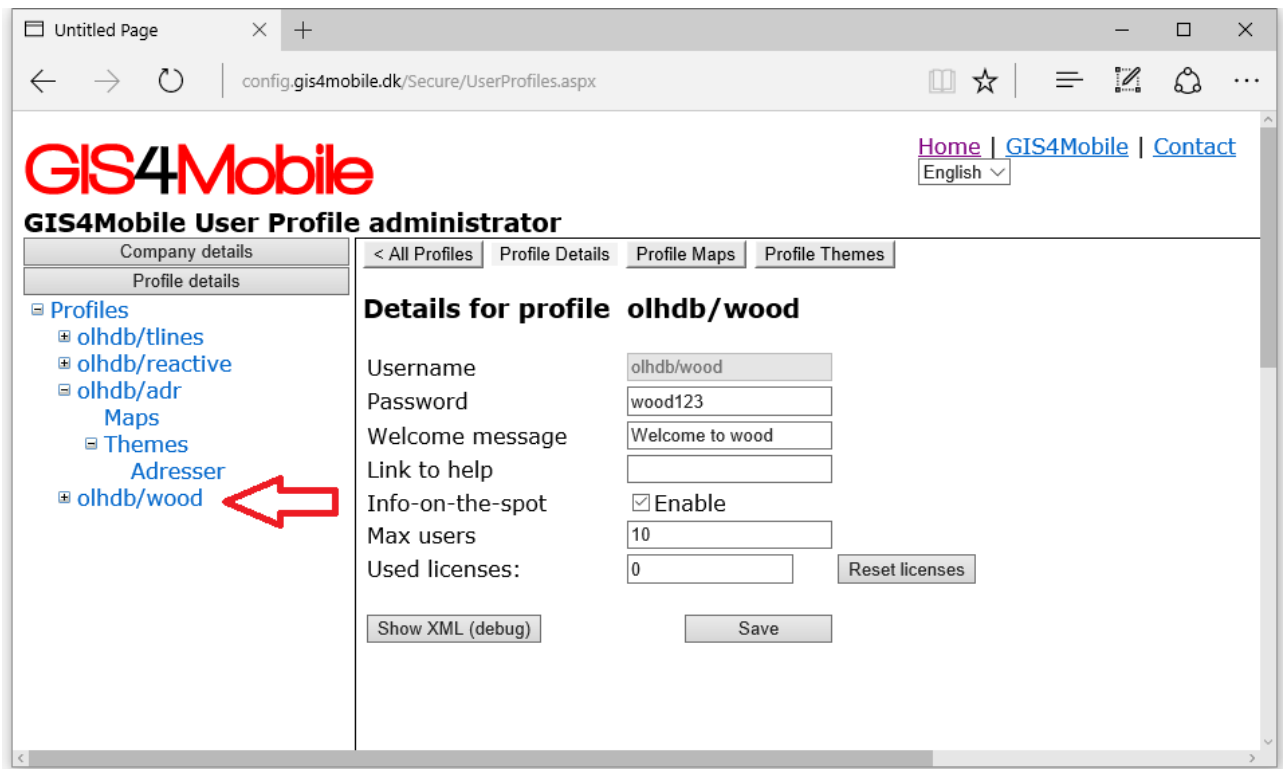 Untitled Page
config.gis4mobile.dk/Secure/UserProfiles.aspx
GIS4Mobile
Home | GIS4Mobile | Contact
English
GIS4Mobile User Profile administrator
Company details
Profile details
Profiles
olhdb/tlines
olhdb/reactive
olhdb/adr
Maps
Themes
Adresser
olhdb/wood
< All Profiles Profile Details Profile Maps Profile Themes
Details for profile olhdb/wood
Username olhdb/wood
Password wood123
Welcome message Welcome to wood
Link to help
Info-on-the-spot Enable
Max users 10
Used licenses: 0 Reset licenses
Show XML (debug) Save